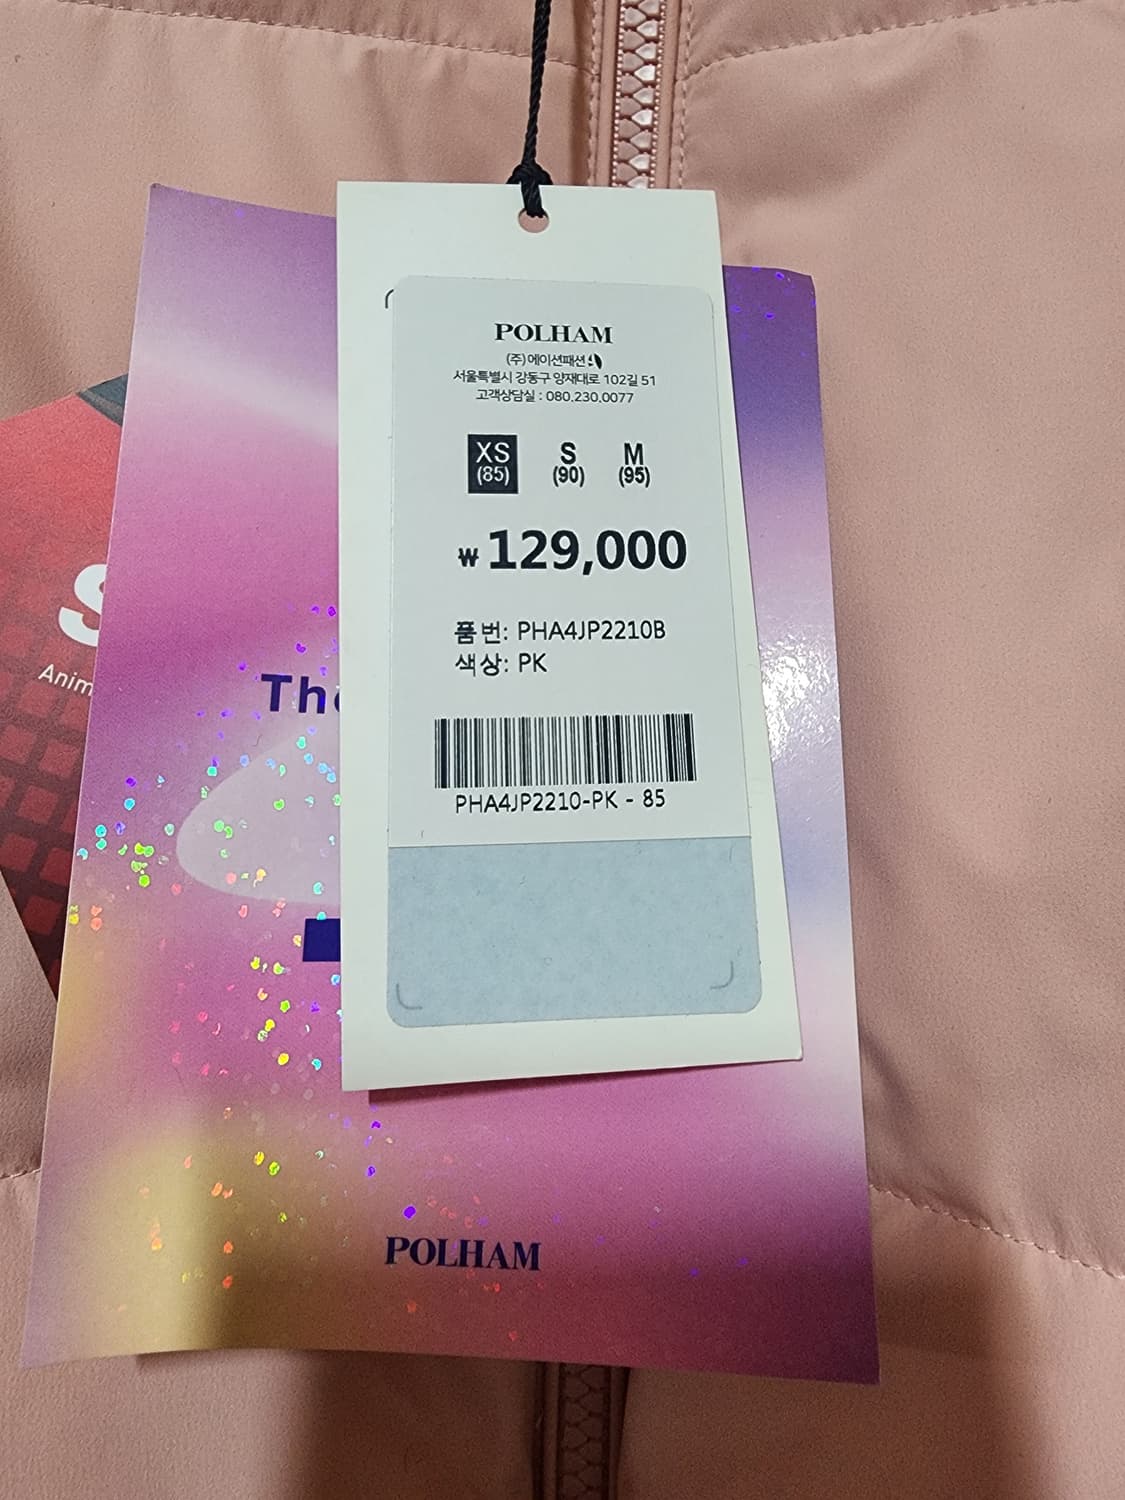 POLHAM
(주)에이션패션
서울특별시 강동구 양재대로 102길 51
고객상담실 : 080.230.0077
XS S M
(85) (90) (95)
₩129,000
품번: PHA4JP2210B
색상: PK
PHA4JP2210-PK - 85
S
Anim
The
POLHAM